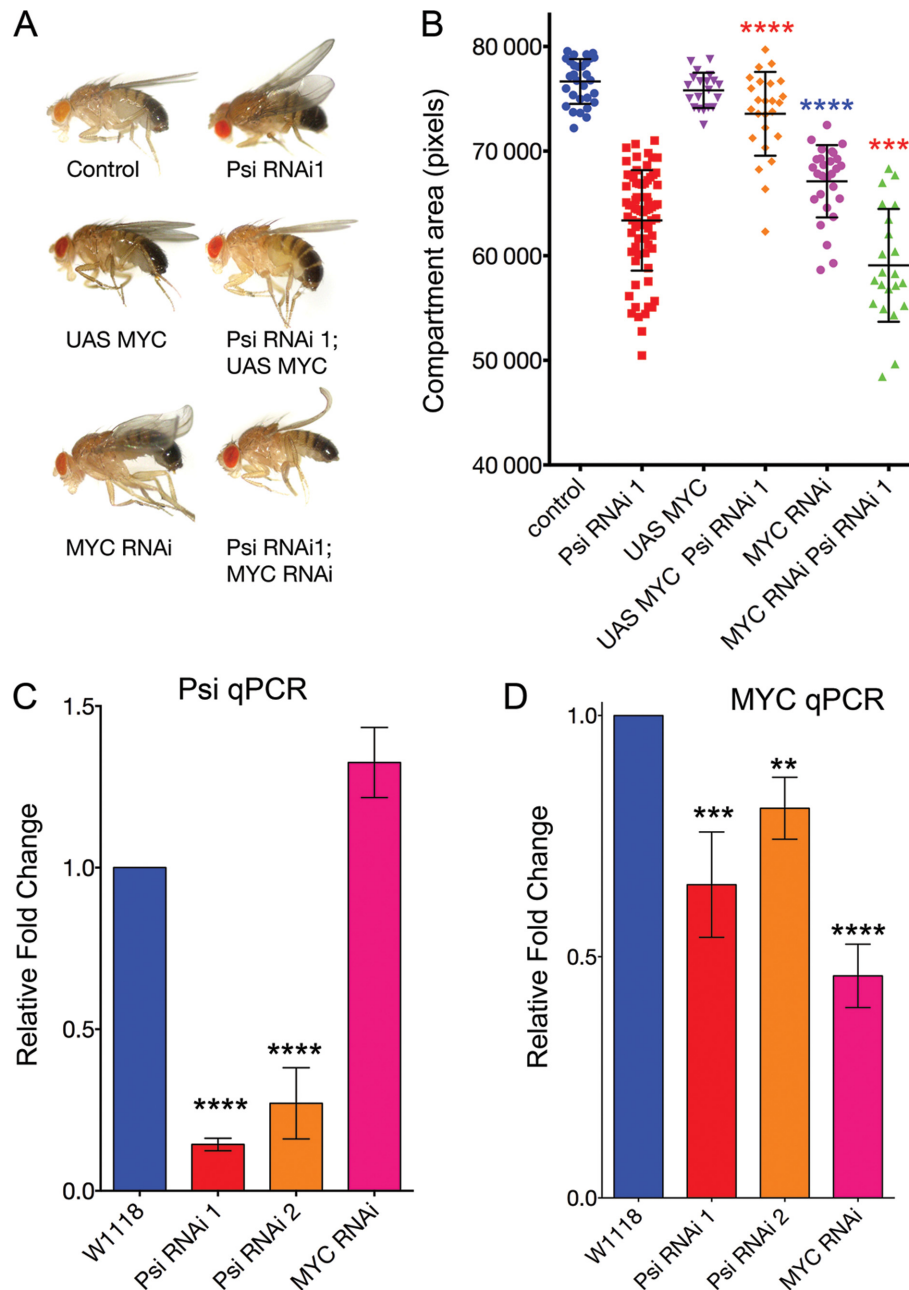 A
Control
Psi RNAi1
UAS MYC
Psi RNAi 1;
UAS MYC
MYC RNAi
Psi RNAi1;
MYC RNAi
B
Compartment area (pixels)
80 000
70 000
60 000
50 000
40 000
****
****
***
control
Psi RNAi 1
UAS MYC
UAS MYC Psi RNAi 1
MYC RNAi
MYC RNAi Psi RNAi 1
C
Psi qPCR
Relative Fold Change
1.5
1.0
0.5
0.0
****
****
W1118
Psi RNAi 1
Psi RNAi 2
MYC RNAi
D
MYC qPCR
Relative Fold Change
1.0
0.5
0.0
***
**
****
W1118
Psi RNAi 1
Psi RNAi 2
MYC RNAi